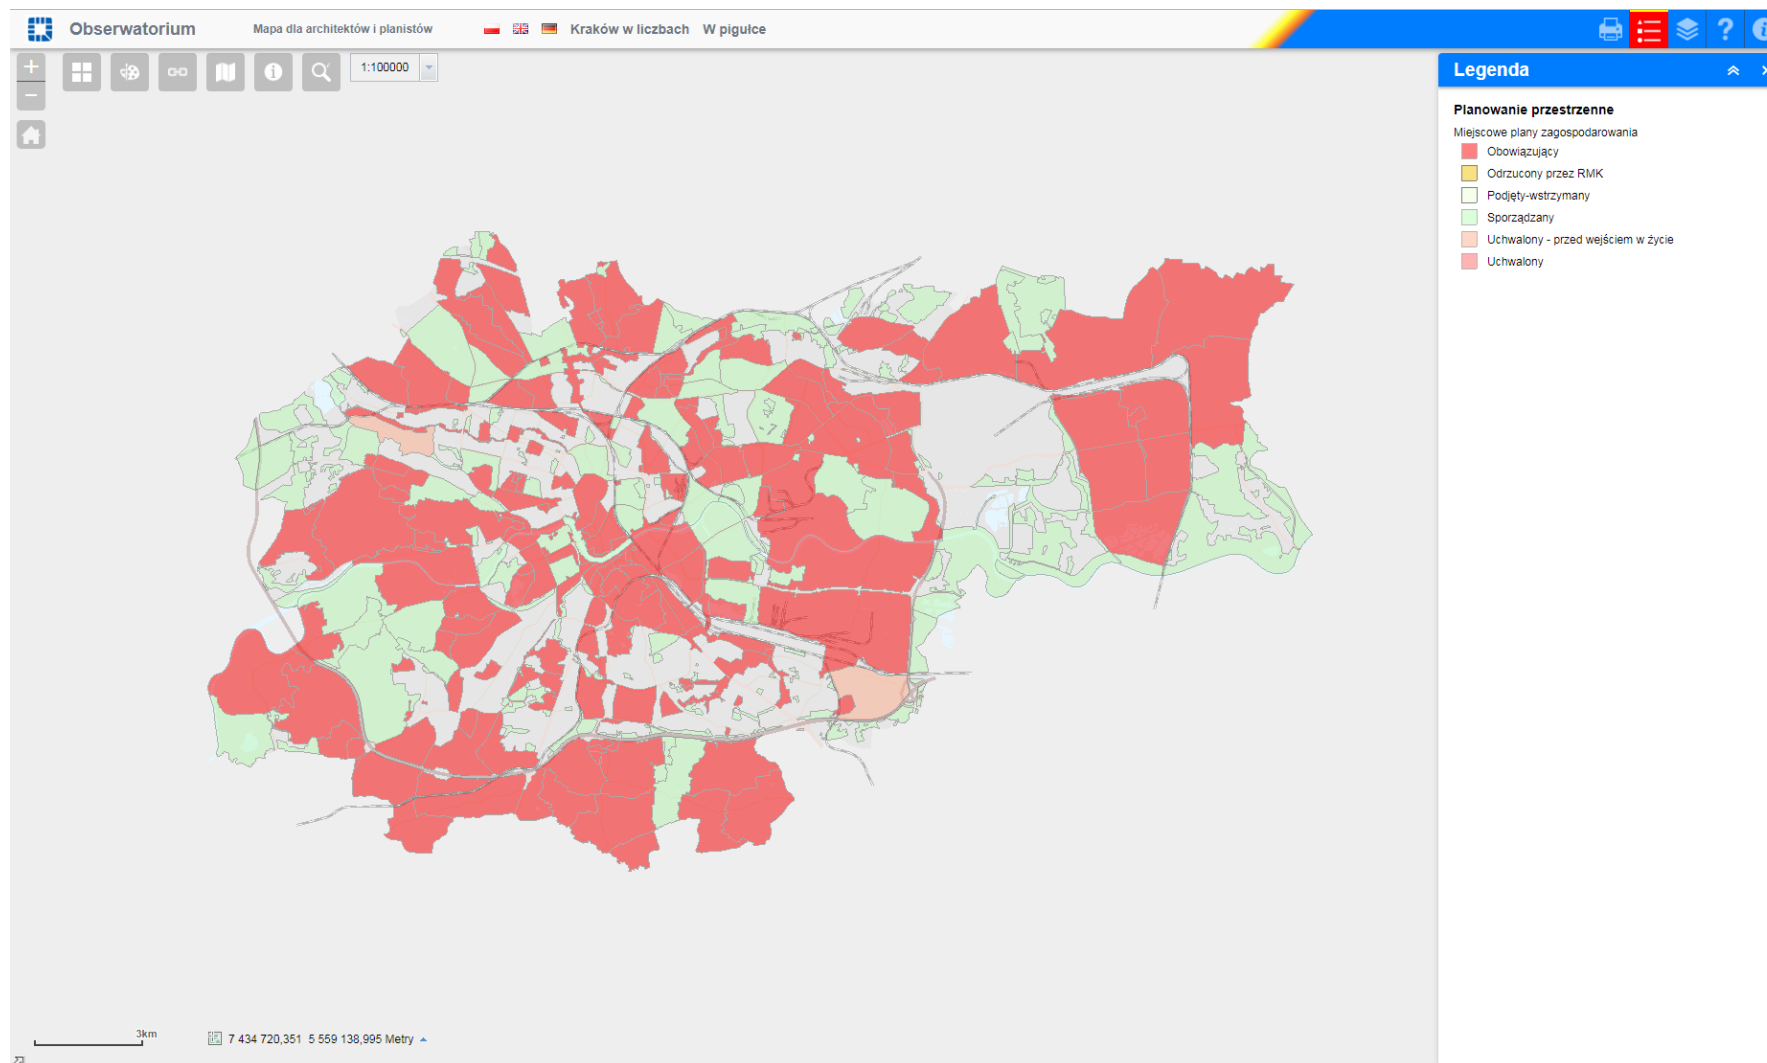 Obserwatorium
Mapa dla architektów i planistów
Kraków w liczbach
W pigułce
1:100000
Legenda
Planowanie przestrzenne
Miejscowe plany zagospodarowania
Obowiązujący
Odrzucony przez RMK
Podjęty-wstrzymany
Sporządzany
Uchwalony - przed wejściem w życie
Uchwalony
3km
7 434 720,351 5 559 138,995 Metry